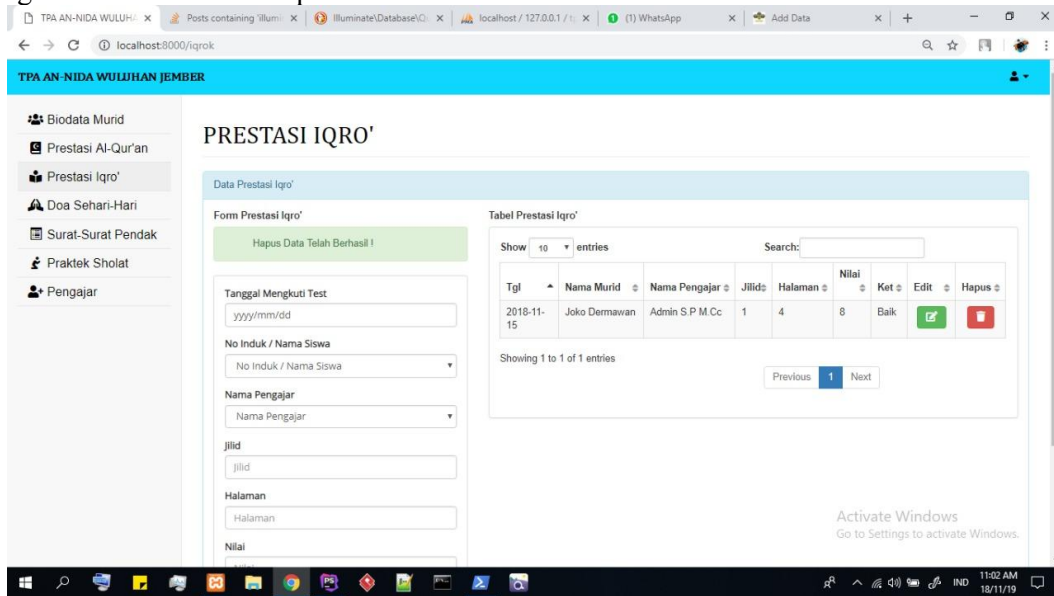 TPA AN-NIDA WULUHA
Posts containing 'illumi
Illuminate\Database\Q
localhost / 127.0.0.1 / t
(1) WhatsApp
Add Data
localhost:8000/iqrok
TPA AN-NIDA WULUHAN JEMBER
Biodata Murid
Prestasi Al-Qur'an
Prestasi Iqro'
Doa Sehari-Hari
Surat-Surat Pendak
Praktek Sholat
Pengajar
PRESTASI IQRO'
Data Prestasi Iqro'
Form Prestasi Iqro'
Hapus Data Telah Berhasil !
Tanggal Mengkuti Test
yyyy/mm/dd
No Induk / Nama Siswa
No Induk / Nama Siswa
Nama Pengajar
Nama Pengajar
Jilid
Jilid
Halaman
Halaman
Nilai
Tabel Prestasi Iqro'
Show 10 entries Search:
Tgl Nama Murid Nama Pengajar Jilid Halaman Nilai Ket Edit Hapus
2018-11-15 Joko Dermawan Admin S.P M.Cc 1 4 8 Baik
Showing 1 to 1 of 1 entries
Previous 1 Next
Activate Windows
Go to Settings to activate Windows.
IND
11:02 AM
18/11/19